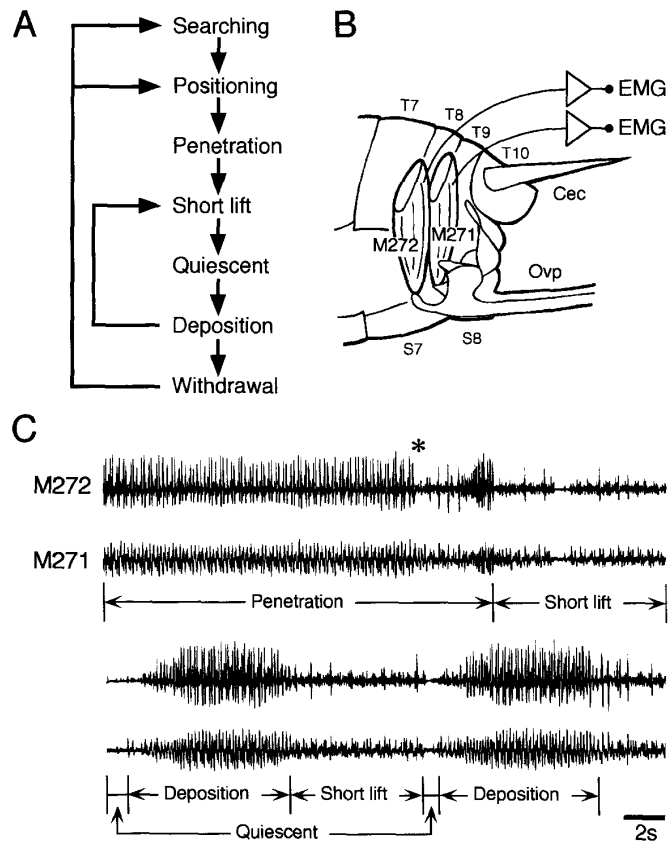 A
Searching
Positioning
Penetration
Short lift
Quiescent
Deposition
Withdrawal
B
EMG
EMG
T7
T8
T9
T10
Cec
M272
M271
Ovp
S7
S8
C
*
M272
M271
Penetration
Short lift
Deposition
Short lift
Deposition
Quiescent
2s